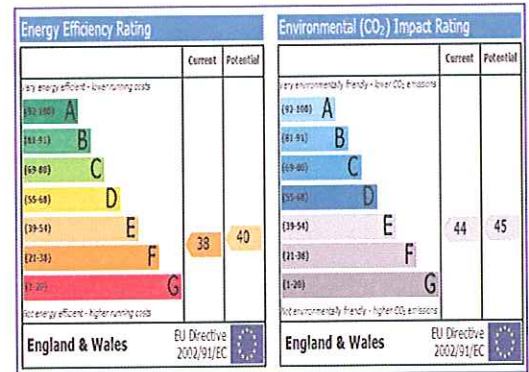 Energy Efficiency Rating
Current Potential
Very energy efficient - lower running costs
(92-100) A
(81-91) B
(69-80) C
(55-68) D
(39-54) E
(21-38) F
(1-20) G
38
40
Not energy efficient - higher running costs
England & Wales
EU Directive
2002/91/EC
Environmental (CO₂) Impact Rating
Current Potential
Very environmentally friendly - lower CO₂ emissions
(92-100) A
(81-91) B
(69-80) C
(55-68) D
(39-54) E
(21-38) F
(1-20) G
44
45
Not environmentally friendly - higher CO₂ emissions
England & Wales
EU Directive
2002/91/EC